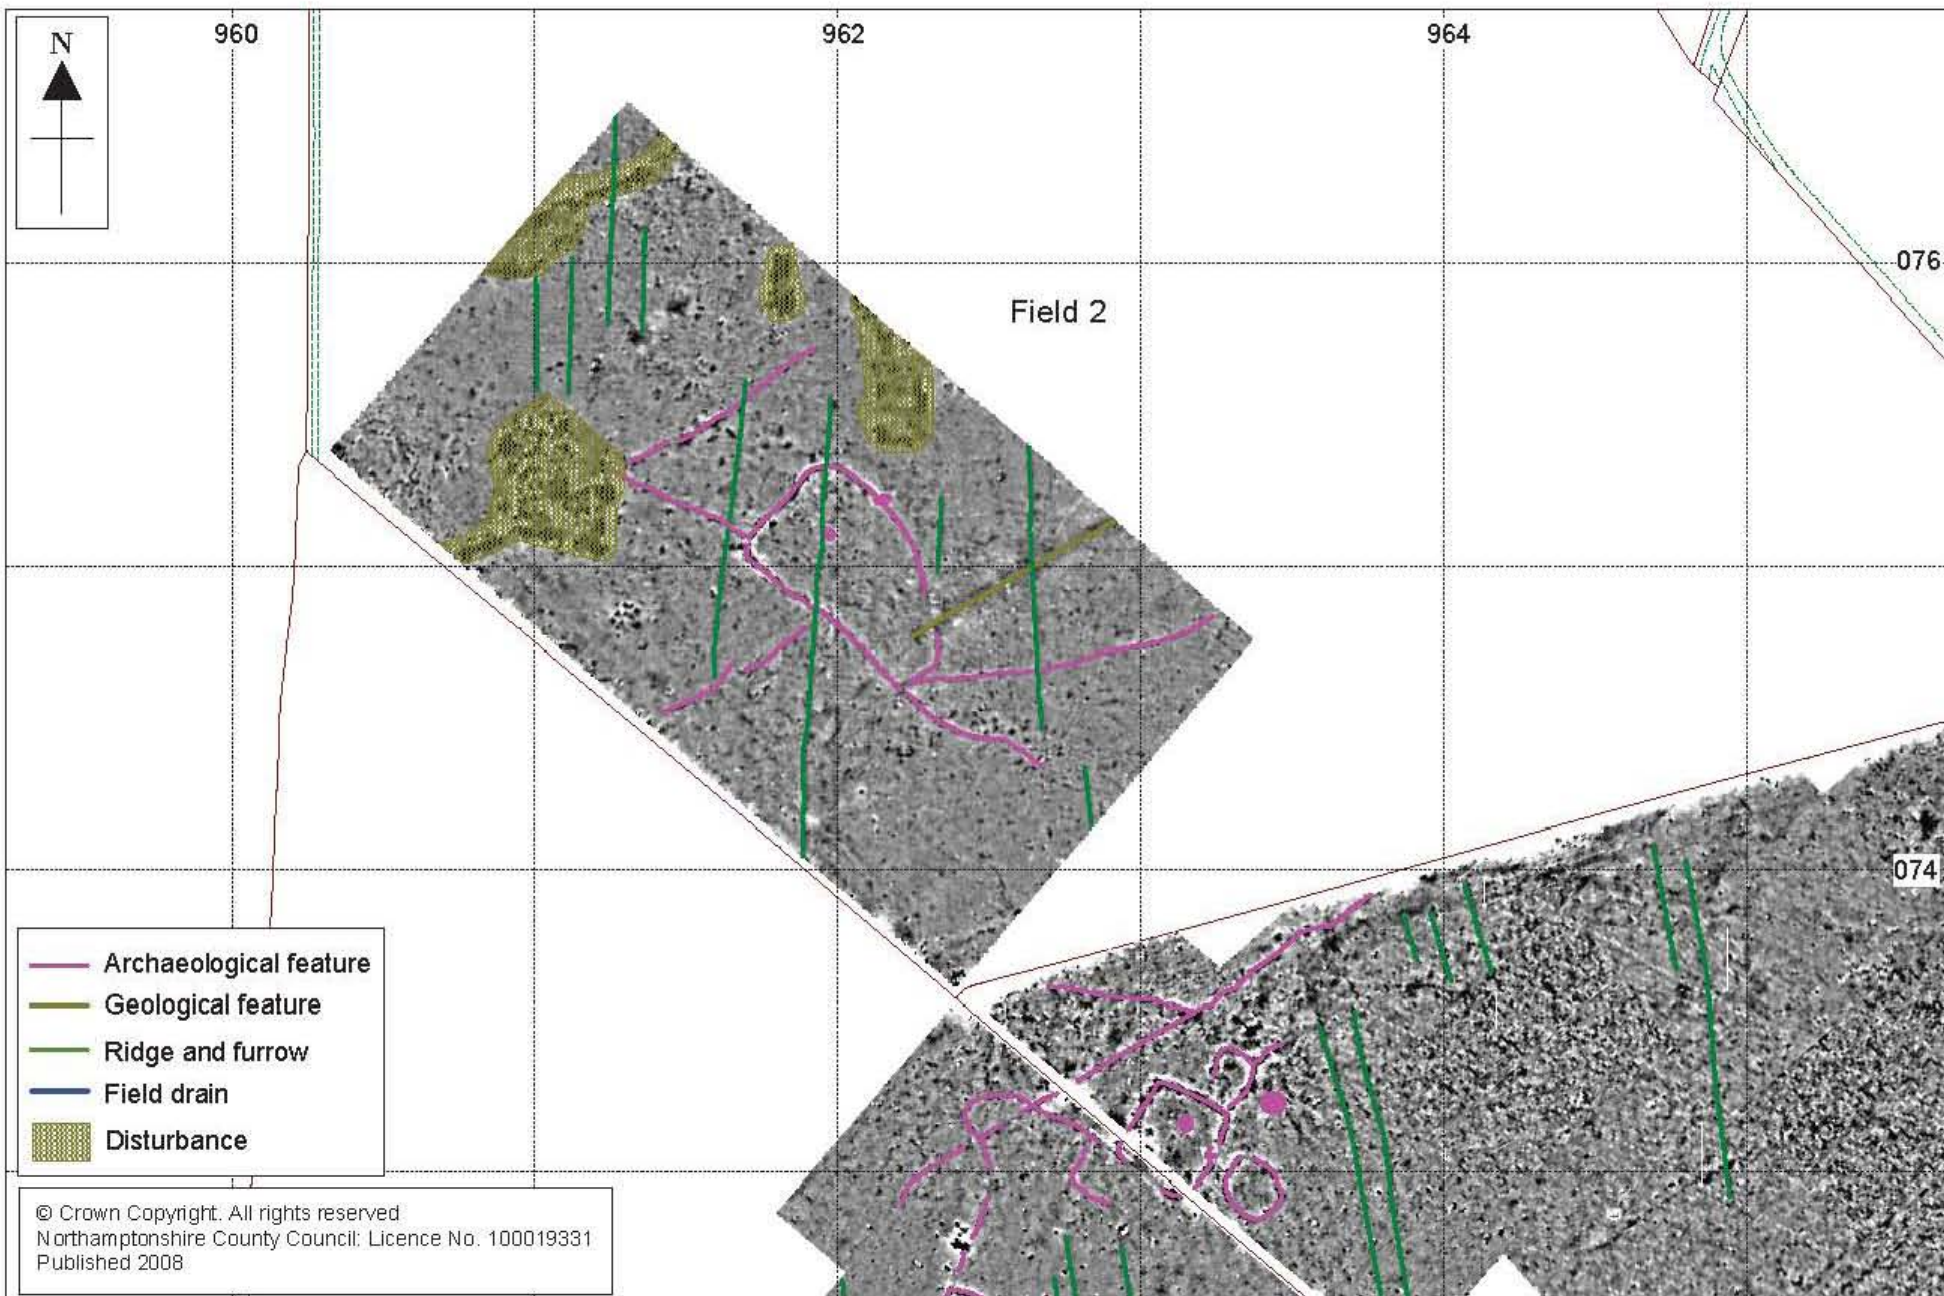 N
960
962
964
076
Field 2
074
Archaeological feature
Geological feature
Ridge and furrow
Field drain
Disturbance
© Crown Copyright. All rights reserved
Northamptonshire County Council: Licence No. 100019331
Published 2008